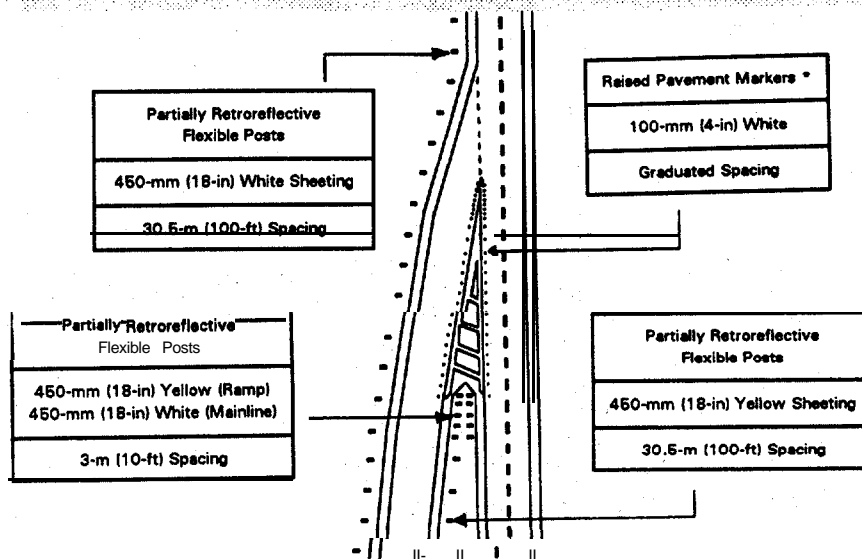 Partially Retroreflective
Flexible Posts
450-mm (18-in) White Sheeting
30.5-m (100-ft) Spacing
Raised Pavement Markers *
100-mm (4-in) White
Graduated Spacing
Partially Retroreflective
Flexible Posts
450-mm (18-in) Yellow (Ramp)
450-mm (18-in) White (Mainline)
3-m (10-ft) Spacing
Partially Retroreflective
Flexible Posts
450-mm (18-in) Yellow Sheeting
30.5-m (100-ft) Spacing